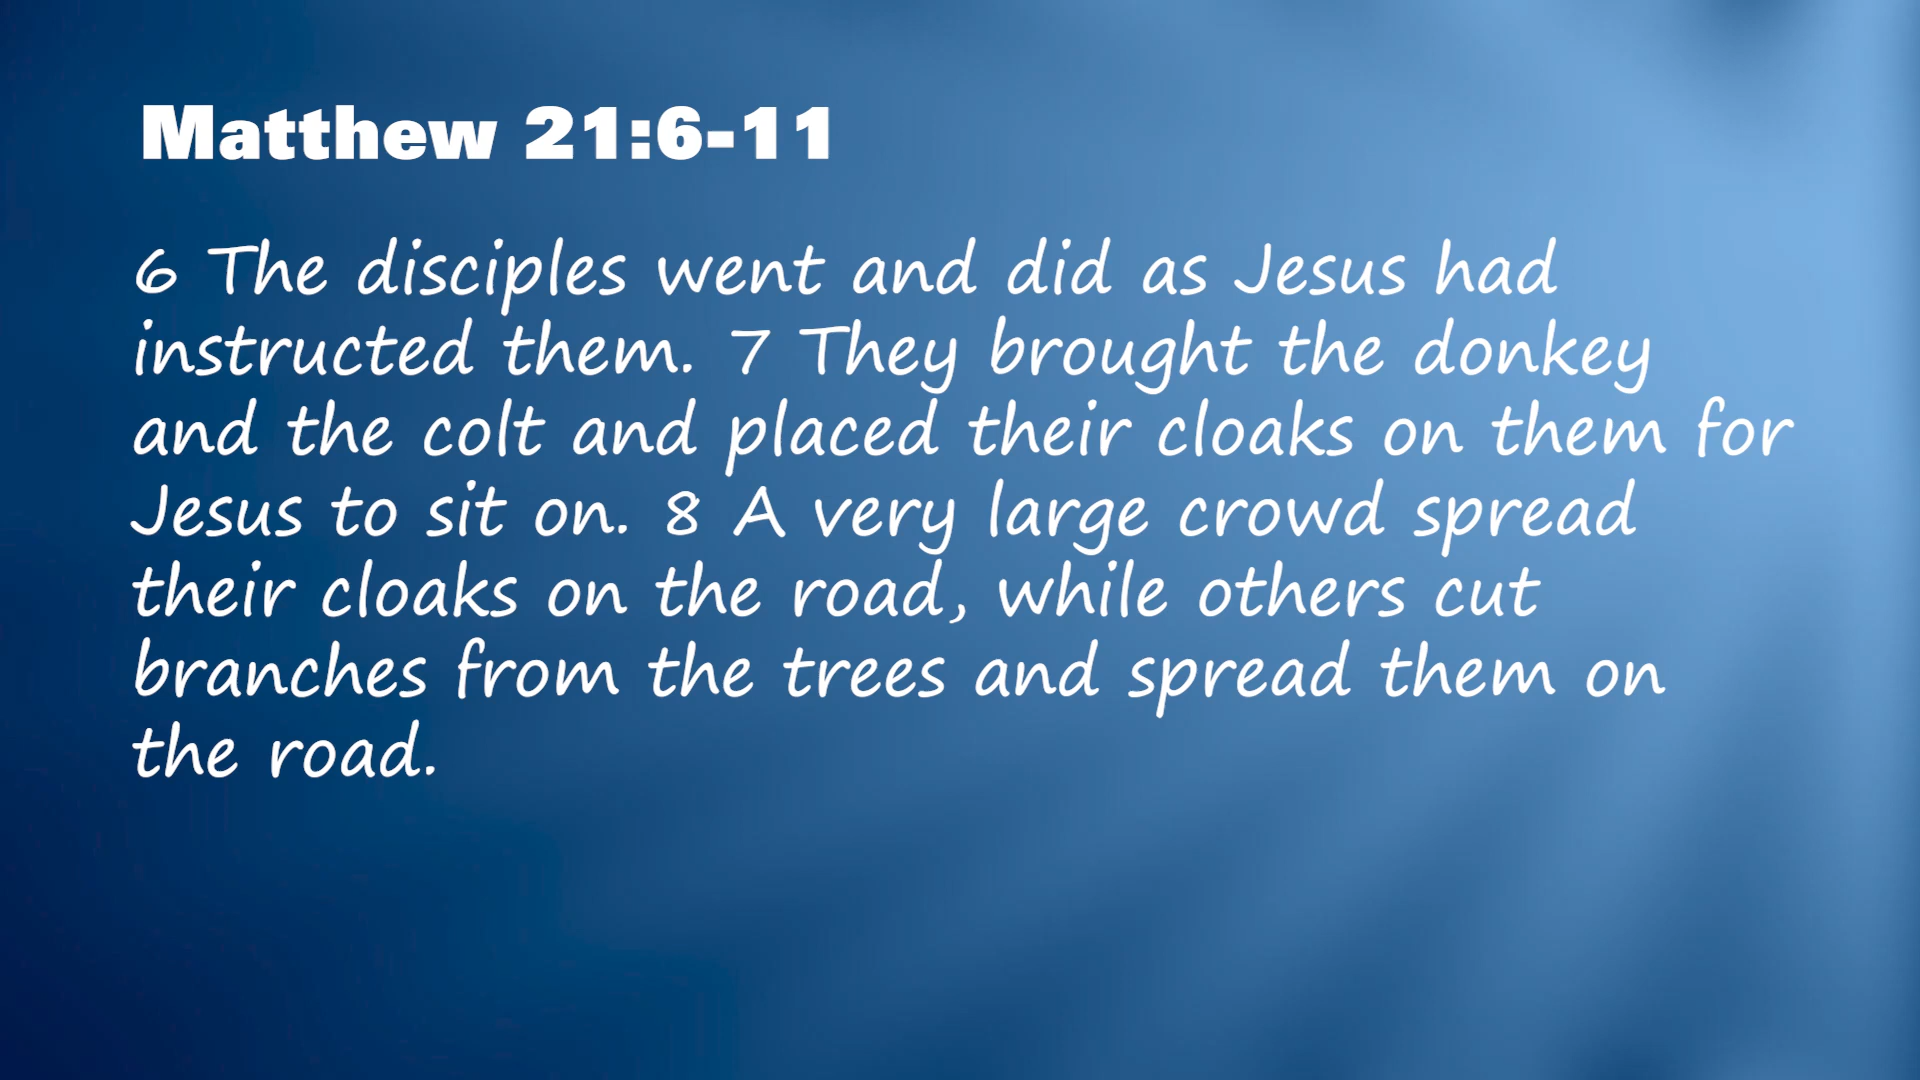 Matthew 21:6-11
6 The disciples went and did as Jesus had
instructed them. 7 They brought the donkey
and the colt and placed their cloaks on them for
Jesus to sit on. 8 A very large crowd spread
their cloaks on the road, while others cut
branches from the trees and spread them on
the road.